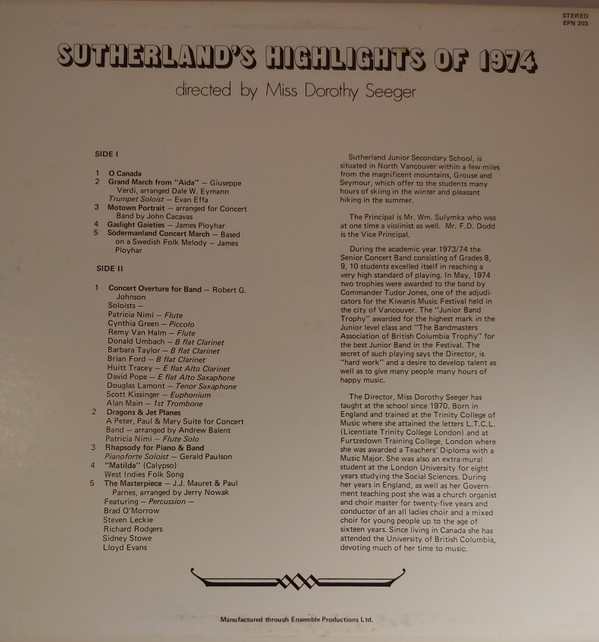 STEREO
EPN 203
SUTHERLAND'S HIGHLIGHTS OF 1974
directed by Miss Dorothy Seeger
SIDE I
1 O Canada
2 Grand March from "Aida" — Giuseppe
Verdi, arranged Dale W. Eymann
Trumpet Soloist — Evan Effa
3 Motown Portrait — arranged for Concert
Band by John Cacavas
4 Gaslight Gaieties — James Ployhar
5 Södermanland Concert March — Based
on a Swedish Folk Melody — James
Ployhar
SIDE II
1 Concert Overture for Band — Robert G.
Johnson
Soloists —
Patricia Nimi — Flute
Cynthia Green — Piccolo
Remy Van Halm — Flute
Donald Umbach — B flat Clarinet
Barbara Taylor — B flat Clarinet
Brian Ford — B flat Clarinet
Huitt Tracey — E flat Alto Clarinet
David Pope — E flat Alto Saxaphone
Douglas Lamont — Tenor Saxaphone
Scott Kissinger — Euphonium
Alan Main — 1st Trombone
2 Dragons & Jet Planes
A Peter, Paul & Mary Suite for Concert
Band — arranged by Andrew Balent
Patricia Nimi — Flute Solo
3 Rhapsody for Piano & Band
Pianoforte Soloist — Gerald Paulson
4 "Matilda" (Calypso)
West Indies Folk Song
5 The Masterpiece — J.J. Mauret & Paul
Parnes, arranged by Jerry Nowak
Featuring — Percussion —
Brad O'Morrow
Steven Leckie
Richard Rodgers
Sidney Stowe
Lloyd Evans
Sutherland Junior Secondary School, is
situated in North Vancouver within a few miles
from the magnificent mountains, Grouse and
Seymour, which offer to the students many
hours of skiing in the winter and pleasant
hiking in the summer.
The Principal is Mr. Wm. Sulymka who was
at one time a violinist as well. Mr. F.D. Dodd
is the Vice Principal.
During the academic year 1973/74 the
Senior Concert Band consisting of Grades 8,
9, 10 students excelled itself in reaching a
very high standard of playing. In May, 1974
two trophies were awarded to the band by
Commander Tudor Jones, one of the adjudi-
cators for the Kiwanis Music Festival held in
the city of Vancouver. The "Junior Band
Trophy" awarded for the highest mark in the
Junior level class and "The Bandmasters
Association of British Columbia Trophy" for
the best Junior Band in the Festival. The
secret of such playing says the Director, is
"hard work" and a desire to develop talent as
well as to give many people many hours of
happy music.
The Director, Miss Dorothy Seeger has
taught at the school since 1970. Born in
England and trained at the Trinity College of
Music where she attained the letters L.T.C.L.
(Licentiate Trinity College London) and at
Furtzedown Training College, London where
she was awarded a Teachers' Diploma with a
Music Major. She was also an extra-mural
student at the London University for eight
years studying the Social Sciences. During
her years in England, as well as her Govern-
ment teaching post she was a church organist
and choir master for twenty-five years and
conductor of an all ladies choir and a mixed
choir for young people up to the age of
sixteen years. Since living in Canada she has
attended the University of British Columbia,
devoting much of her time to music.
Manufactured through Ensemble Productions Ltd.